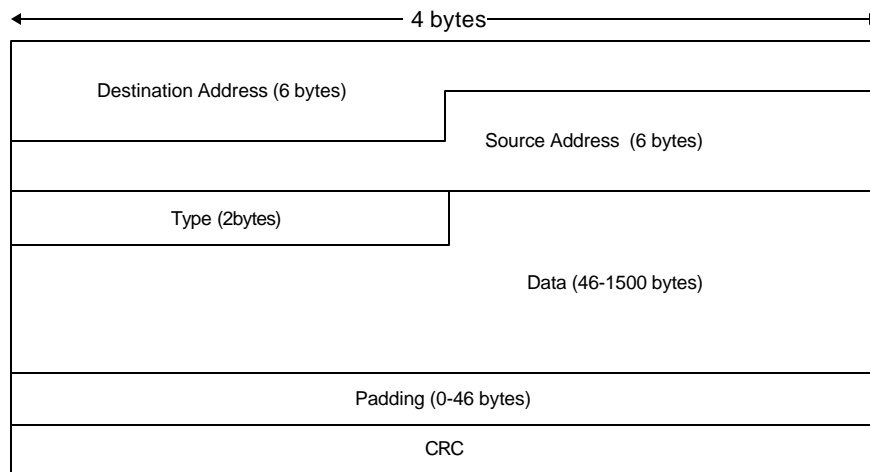 4 bytes
Destination Address (6 bytes)
Source Address  (6 bytes)
Type (2bytes)
Data (46-1500 bytes)
Padding (0-46 bytes)
CRC